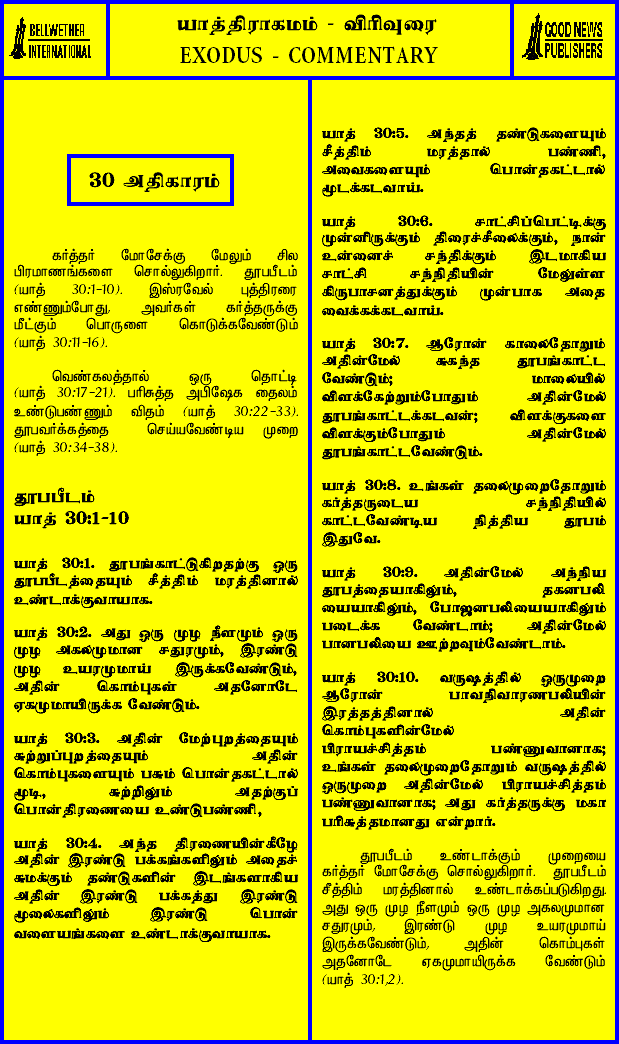 BELLWETHER
INTERNATIONAL
யாத்திராகமம் - விரிவுரை
EXODUS - COMMENTARY
GOOD NEWS
PUBLISHERS
30 அதிகாரம்
கர்த்தர் மோசேக்கு மேலும் சில
பிரமாணங்களை சொல்லுகிறார். தூபபீடம்
(யாத் 30:1-10). இஸ்ரவேல் புத்திரரை
எண்ணும்போது, அவர்கள் கர்த்தருக்கு
மீட்கும் பொருளை கொடுக்கவேண்டும்
(யாத் 30:11-16).
வெண்கலத்தால் ஒரு தொட்டி
(யாத் 30:17-21). பரிசுத்த அபிஷேக தைலம்
உண்டுபண்ணும் விதம் (யாத் 30:22-33).
தூபவர்க்கத்தை செய்யவேண்டிய முறை
(யாத் 30:34-38).
தூபபீடம்
யாத் 30:1-10
யாத் 30:1. தூபங்காட்டுகிறதற்கு ஒரு
தூபபீடத்தையும் சீத்திம் மரத்தினால்
உண்டாக்குவாயாக.
யாத் 30:2. அது ஒரு முழ நீளமும் ஒரு
முழ அகலமுமான சதுரமும், இரண்டு
முழ உயரமுமாய் இருக்கவேண்டும்,
அதின் கொம்புகள் அதனோடே
ஏகமுமாயிருக்க வேண்டும்.
யாத் 30:3. அதின் மேற்புறத்தையும்
சுற்றுப்புறத்தையும் அதின்
கொம்புகளையும் பசும் பொன்தகட்டால்
மூடி, சுற்றிலும் அதற்குப்
பொன்திரணையை உண்டுபண்ணி,
யாத் 30:4. அந்த திரணையின்கீழே
அதின் இரண்டு பக்கங்களிலும் அதைச்
சுமக்கும் தண்டுகளின் இடங்களாகிய
அதின் இரண்டு பக்கத்து இரண்டு
மூலைகளிலும் இரண்டு பொன்
வளையங்களை உண்டாக்குவாயாக.
யாத் 30:5. அந்தத் தண்டுகளையும்
சீத்திம் மரத்தால் பண்ணி,
அவைகளையும் பொன்தகட்டால்
மூடக்கடவாய்.
யாத் 30:6. சாட்சிப்பெட்டிக்கு
முன்னிருக்கும் திரைச்சீலைக்கும், நான்
உன்னைச் சந்திக்கும் இடமாகிய
சாட்சி சந்நிதியின் மேலுள்ள
கிருபாசனத்துக்கும் முன்பாக அதை
வைக்கக்கடவாய்.
யாத் 30:7. ஆரோன் காலைதோறும்
அதின்மேல் சுகந்த தூபங்காட்ட
வேண்டும்; மாலையில்
விளக்கேற்றும்போதும் அதின்மேல்
தூபங்காட்டக்கடவன்; விளக்குகளை
விளக்கும்போதும் அதின்மேல்
தூபங்காட்டவேண்டும்.
யாத் 30:8. உங்கள் தலைமுறைதோறும்
கர்த்தருடைய சந்நிதியில்
காட்டவேண்டிய நித்திய தூபம்
இதுவே.
யாத் 30:9. அதின்மேல் அந்நிய
தூபத்தையாகிலும், தகனபலி
யையாகிலும், போஜனபலியையாகிலும்
படைக்க வேண்டாம்; அதின்மேல்
பானபலியை ஊற்றவும்வேண்டாம்.
யாத் 30:10. வருஷத்தில் ஒருமுறை
ஆரோன் பாவநிவாரணபலியின்
இரத்தத்தினால் அதின்
கொம்புகளின்மேல்
பிராயச்சித்தம் பண்ணுவானாக;
உங்கள் தலைமுறைதோறும் வருஷத்தில்
ஒருமுறை அதின்மேல் பிராயச்சித்தம்
பண்ணுவானாக; அது கர்த்தருக்கு மகா
பரிசுத்தமானது என்றார்.
தூபபீடம் உண்டாக்கும் முறையை
கர்த்தர் மோசேக்கு சொல்லுகிறார். தூபபீடம்
சீத்திம் மரத்தினால் உண்டாக்கப்படுகிறது.
அது ஒரு முழ நீளமும் ஒரு முழ அகலமுமான
சதுரமும், இரண்டு முழ உயரமுமாய்
இருக்கவேண்டும், அதின் கொம்புகள்
அதனோடே ஏகமுமாயிருக்க வேண்டும்
(யாத் 30:1,2).